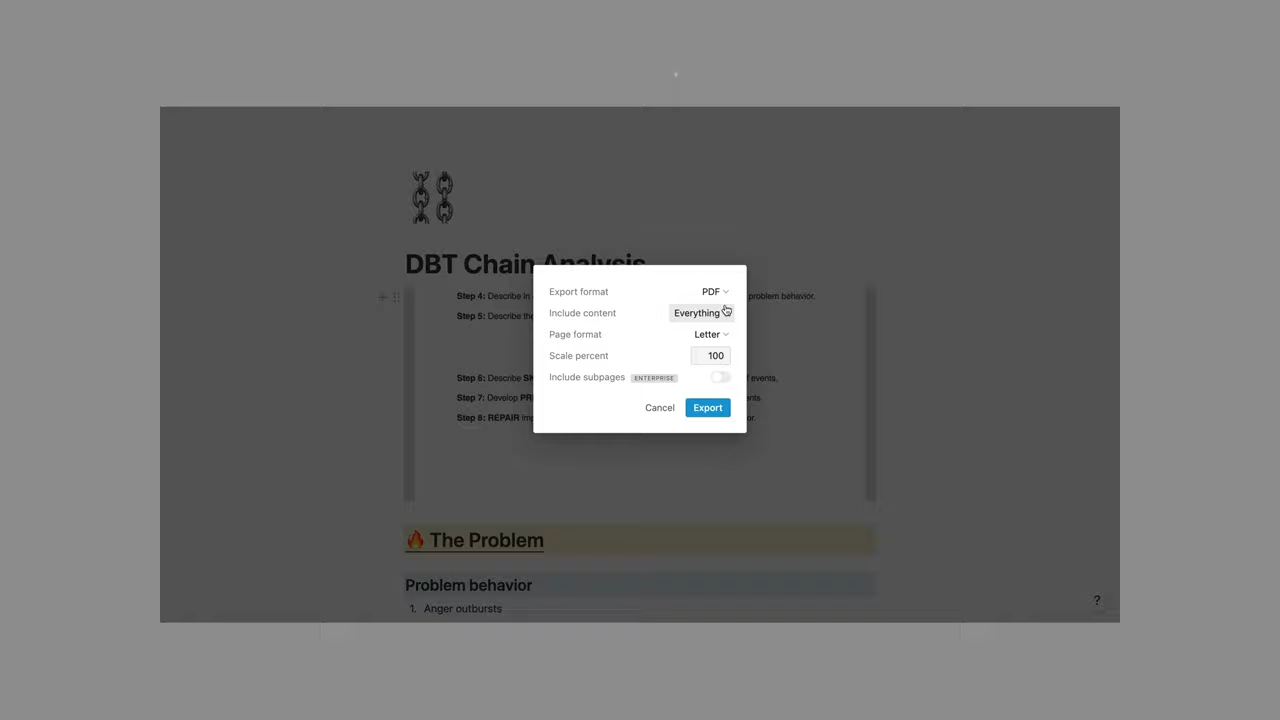 DBT Chain Analysis
Step 4: Describe in problem behavior.
Step 5: Describe the
Step 6: Describe of events,
Step 7: Develop
Step 8: REPAIR
Export format PDF
Include content Everything
Page format Letter
Scale percent 100
Include subpages ENTERPRISE
Cancel Export
🔥 The Problem
Problem behavior
1. Anger outbursts
?